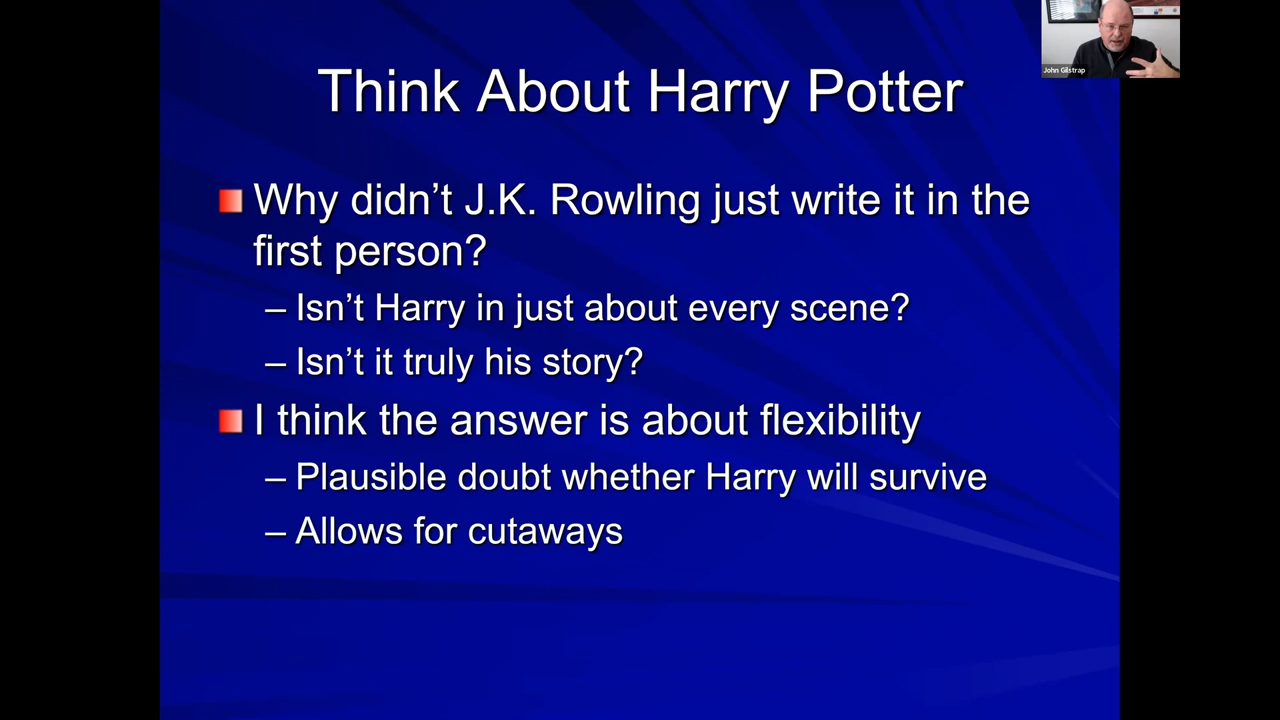 John Gilstrap
Think About Harry Potter
Why didn’t J.K. Rowling just write it in the
first person?
– Isn’t Harry in just about every scene?
– Isn’t it truly his story?
I think the answer is about flexibility
– Plausible doubt whether Harry will survive
– Allows for cutaways